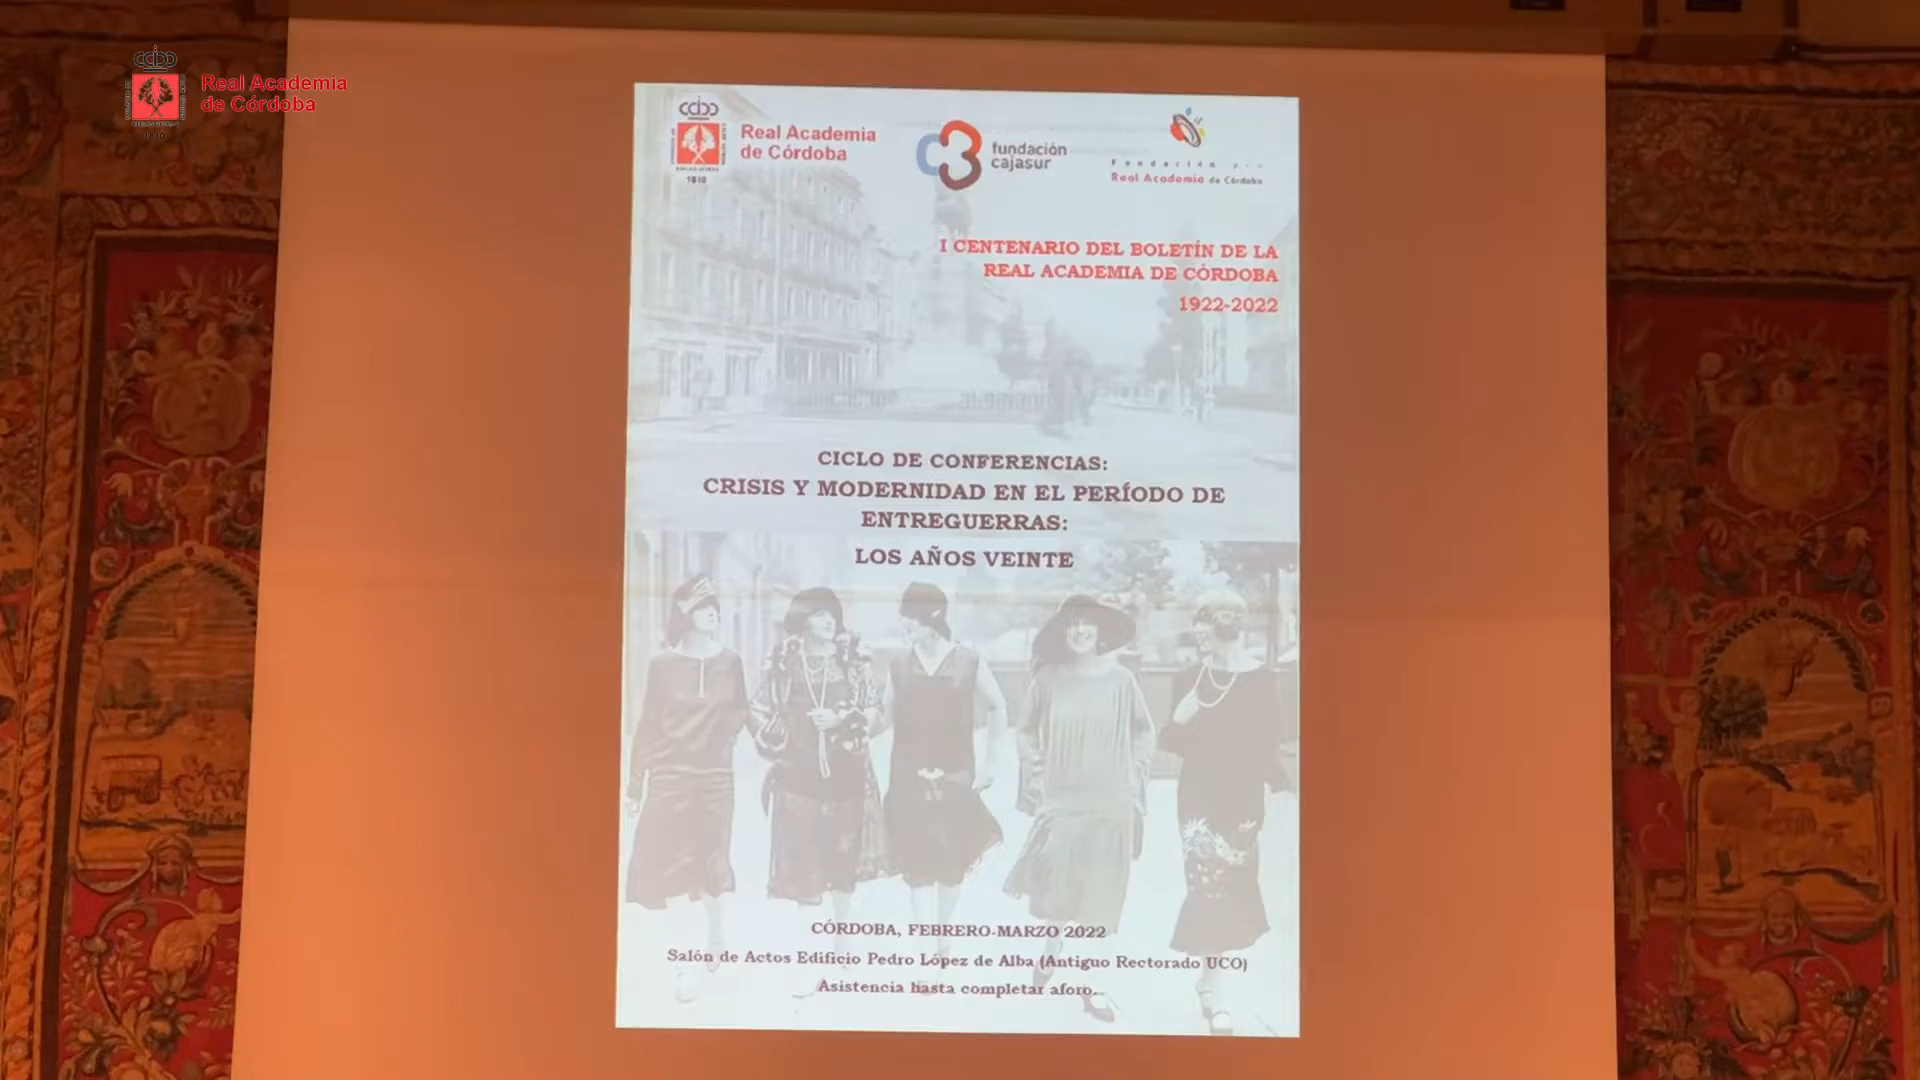 Real Academia
de Córdoba
1810
Real Academia
de Córdoba
1810
fundación
cajasur
Fundación pro
Real Academia de Córdoba
I CENTENARIO DEL BOLETÍN DE LA
REAL ACADEMIA DE CÓRDOBA
1922-2022
CICLO DE CONFERENCIAS:
CRISIS Y MODERNIDAD EN EL PERÍODO DE
ENTREGUERRAS:
LOS AÑOS VEINTE
CÓRDOBA, FEBRERO-MARZO 2022
Salón de Actos Edificio Pedro López de Alba (Antiguo Rectorado UCO)
Asistencia hasta completar aforo.